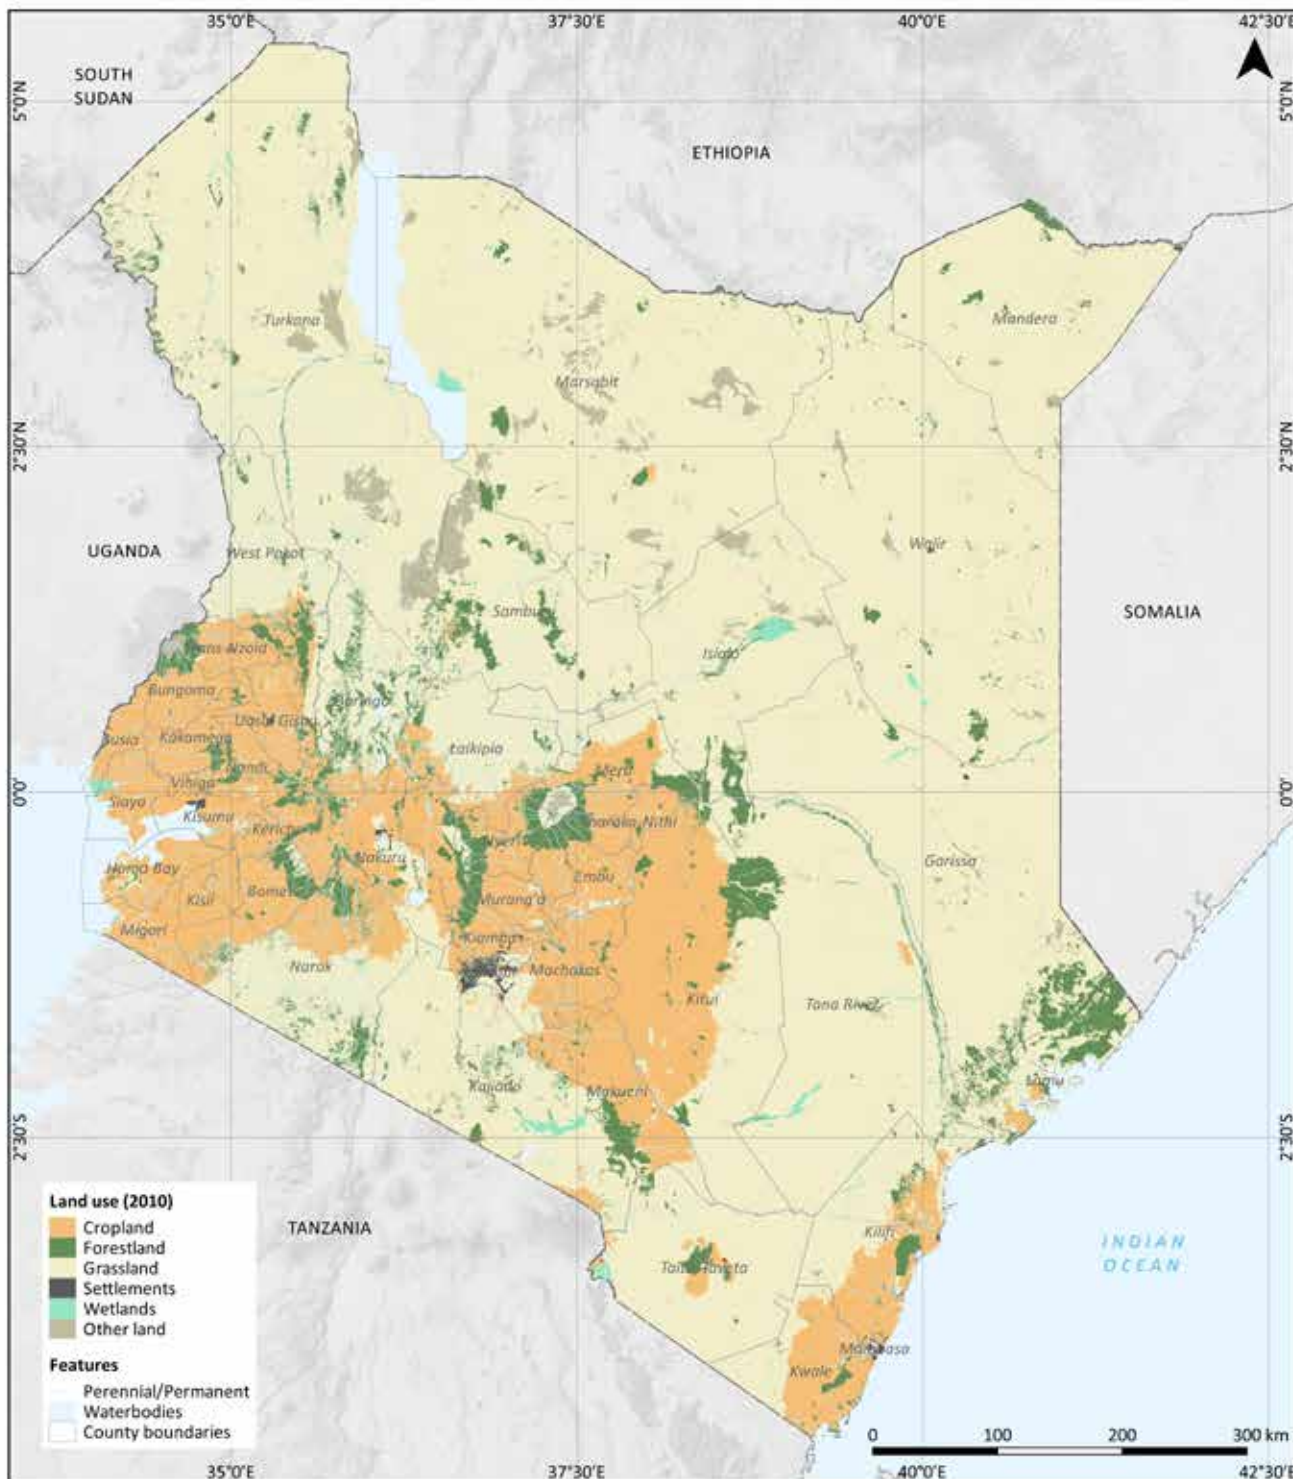 35°0'E
37°30'E
40°0'E
42°30'E
SOUTH
SUDAN
5°0'N
5°0'N
ETHIOPIA
Turkana
Mandera
Marsabit
2°30'N
2°30'N
UGANDA
West Pokot
Wajir
Samburu
SOMALIA
Isiolo
Bungoma
Baringo
Uasin Gishu
Busia
Kakamega
Laikipia
Nandi
Meru
Vihiga
0°0'
0°0'
Siaya
Kisumu
Kericho
Tharaka Nithi
Nyeri
Nakuru
Garissa
Homa Bay
Embu
Bomet
Kisii
Murang'a
Migori
Kiambu
Narok
Machakos
Kitui
Tana River
Kajiado
Lamu
Makueni
2°30'S
2°30'S
Land use (2010)
Cropland
Forestland
Grassland
Settlements
Wetlands
Other land
Features
Perennial/Permanent
Waterbodies
County boundaries
TANZANIA
Kilifi
INDIAN
OCEAN
Taita Taveta
Mombasa
Kwale
0 100 200 300 km
35°0'E
37°30'E
40°0'E
42°30'E